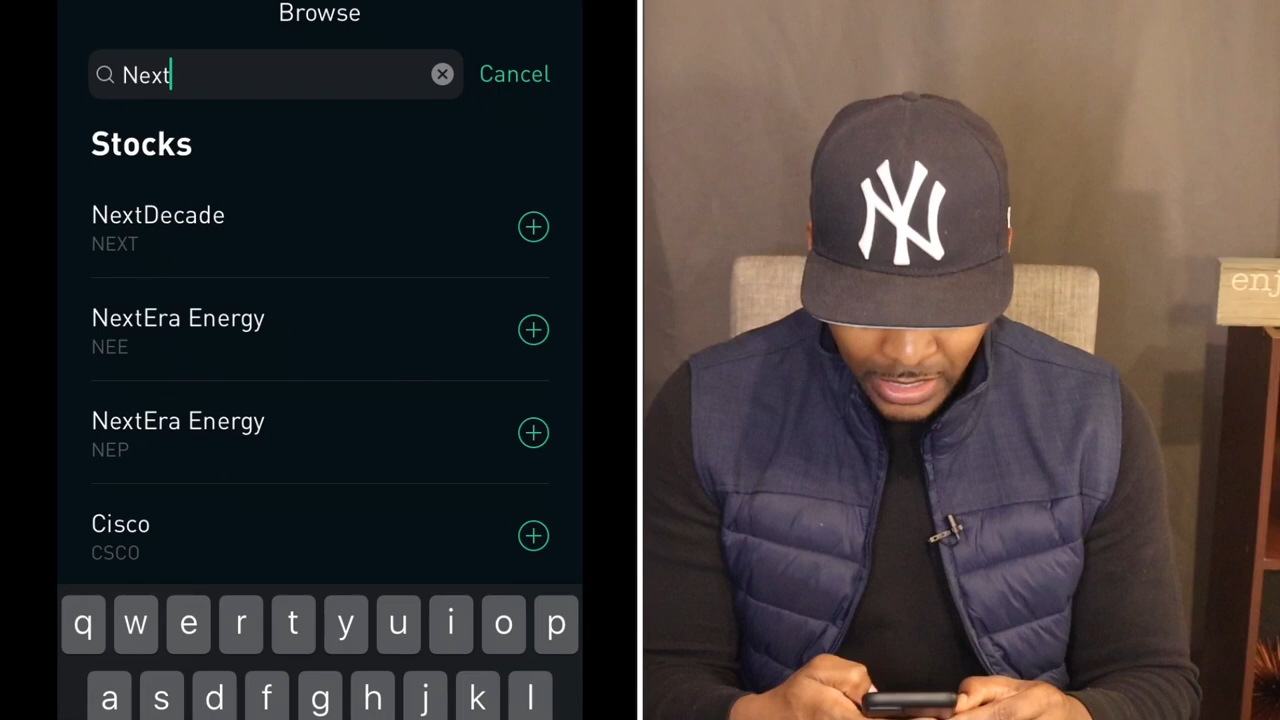 Browse
Next
Cancel
Stocks
NextDecade
NEXT
NextEra Energy
NEE
NextEra Energy
NEP
Cisco
CSCO
q w e r t y u i o p
a s d f g h j k l
NY
enj